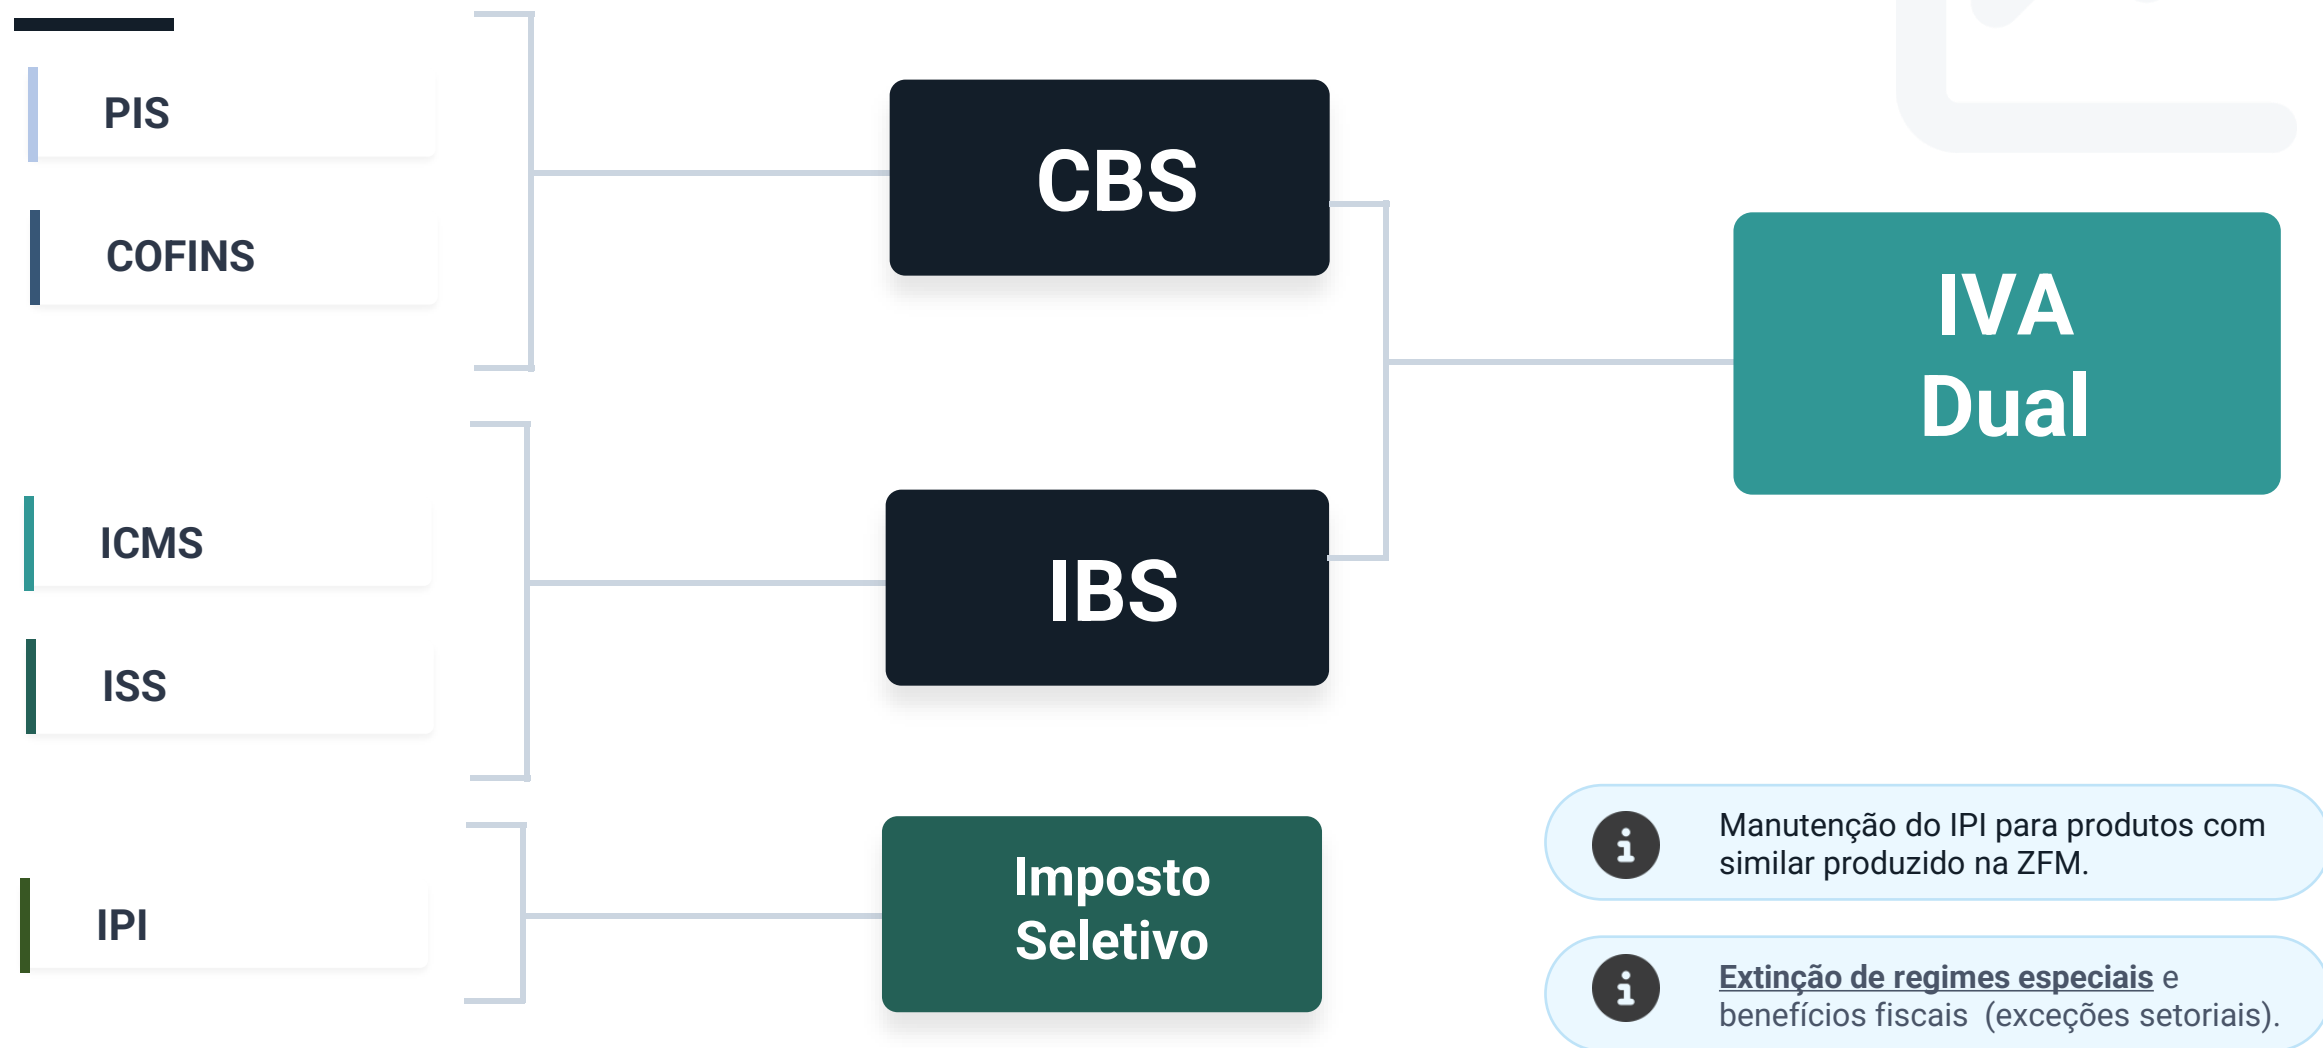 PIS
COFINS
ICMS
ISS
IPI
CBS
IBS
Imposto
Seletivo
IVA
Dual
Manutenção do IPI para produtos com
similar produzido na ZFM.
Extinção de regimes especiais e
benefícios fiscais (exceções setoriais).